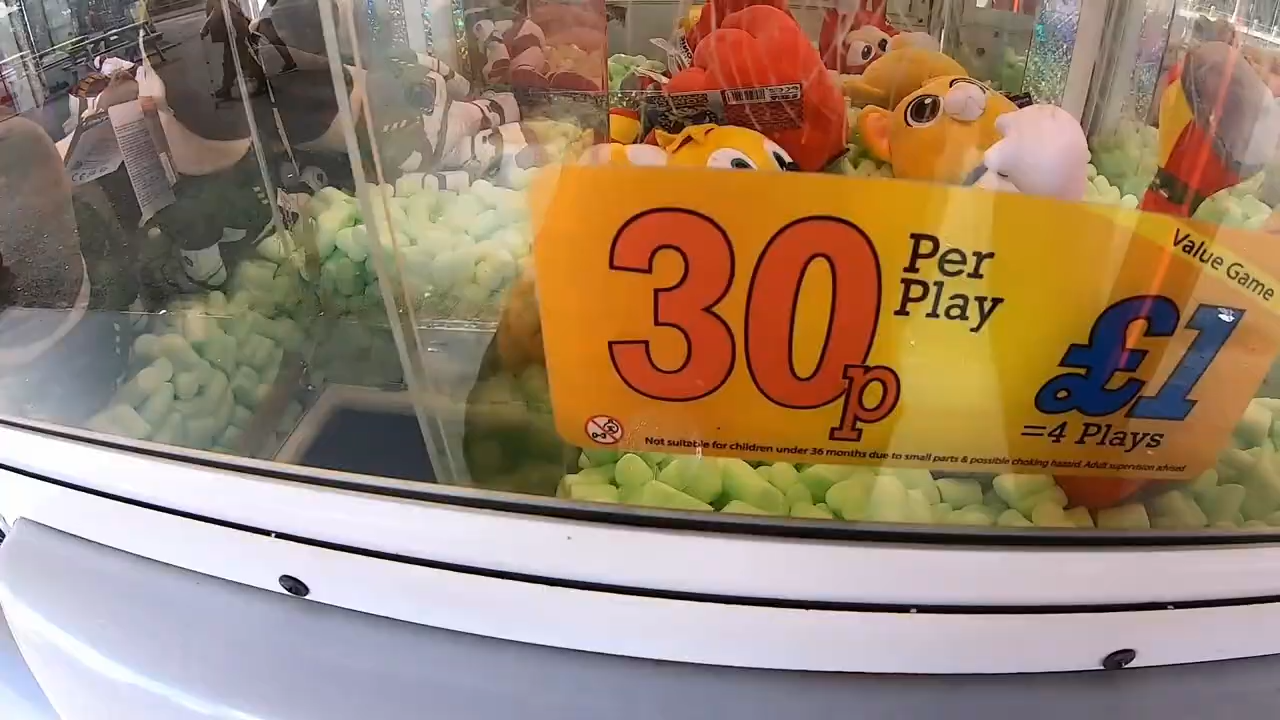 30p
Per
Play
Value Game
£1
=4 Plays
Not suitable for children under 36 months due to small parts & possible choking hazard. Adult supervision advised